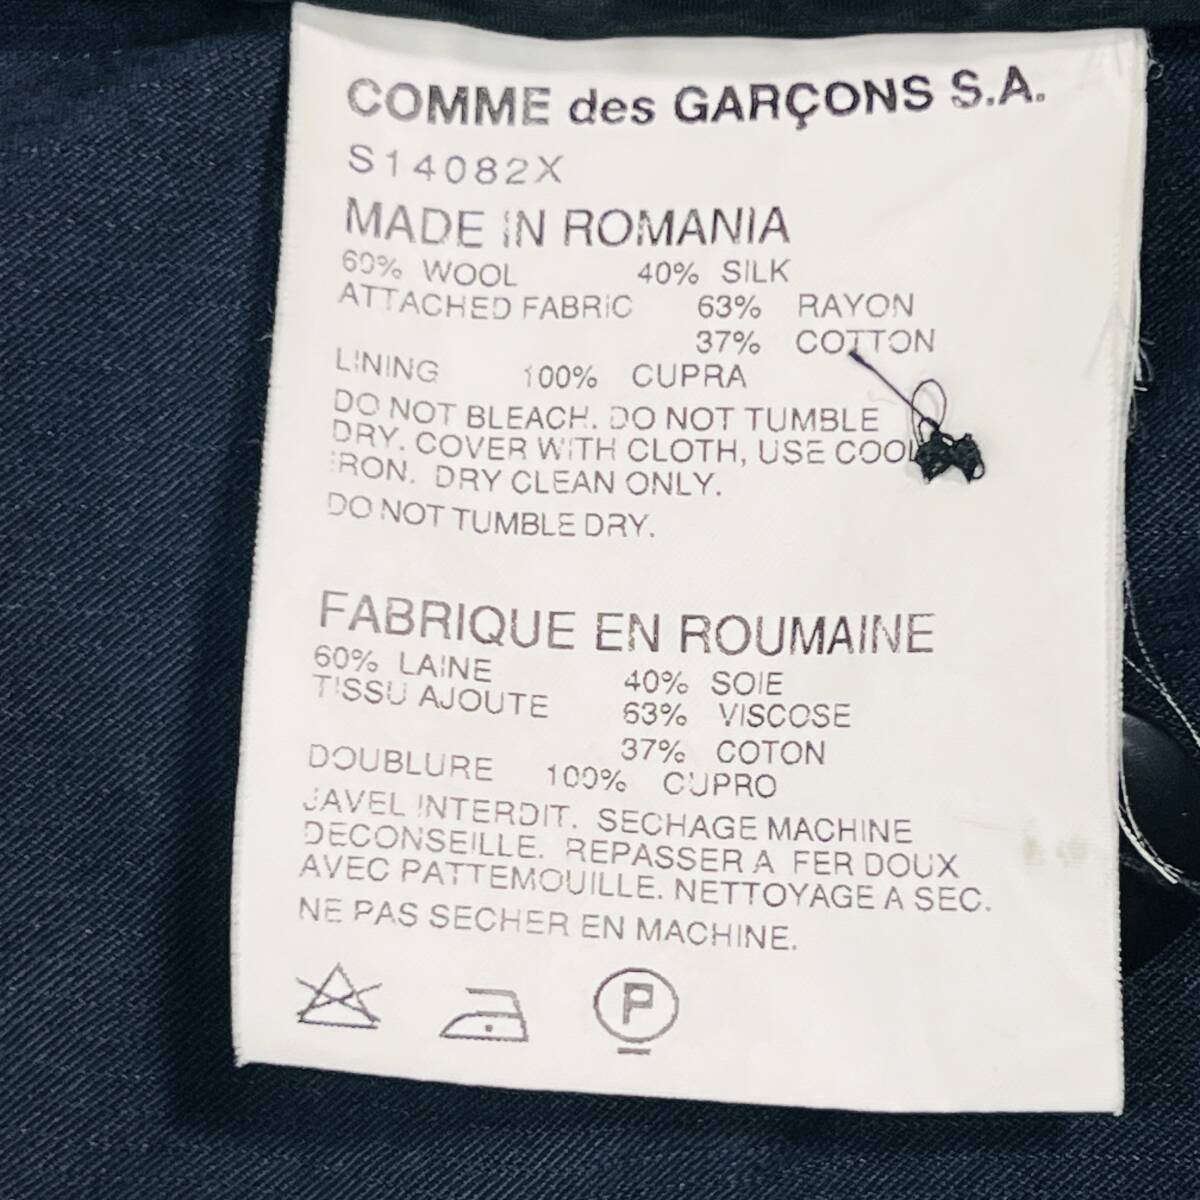 COMME des GARÇONS S.A.
S14082X
MADE IN ROMANIA
60% WOOL 40% SILK
ATTACHED FABRIC 63% RAYON
37% COTTON
LINING 100% CUPRA
DO NOT BLEACH. DO NOT TUMBLE
DRY. COVER WITH CLOTH, USE COOL
IRON. DRY CLEAN ONLY.
DO NOT TUMBLE DRY.
FABRIQUE EN ROUMAINE
60% LAINE 40% SOIE
TISSU AJOUTE 63% VISCOSE
37% COTON
DOUBLURE 100% CUPRO
JAVEL INTERDIT. SECHAGE MACHINE
DECONSEILLE. REPASSER A FER DOUX
AVEC PATTEMOUILLE. NETTOYAGE A SEC.
NE PAS SECHER EN MACHINE.
P